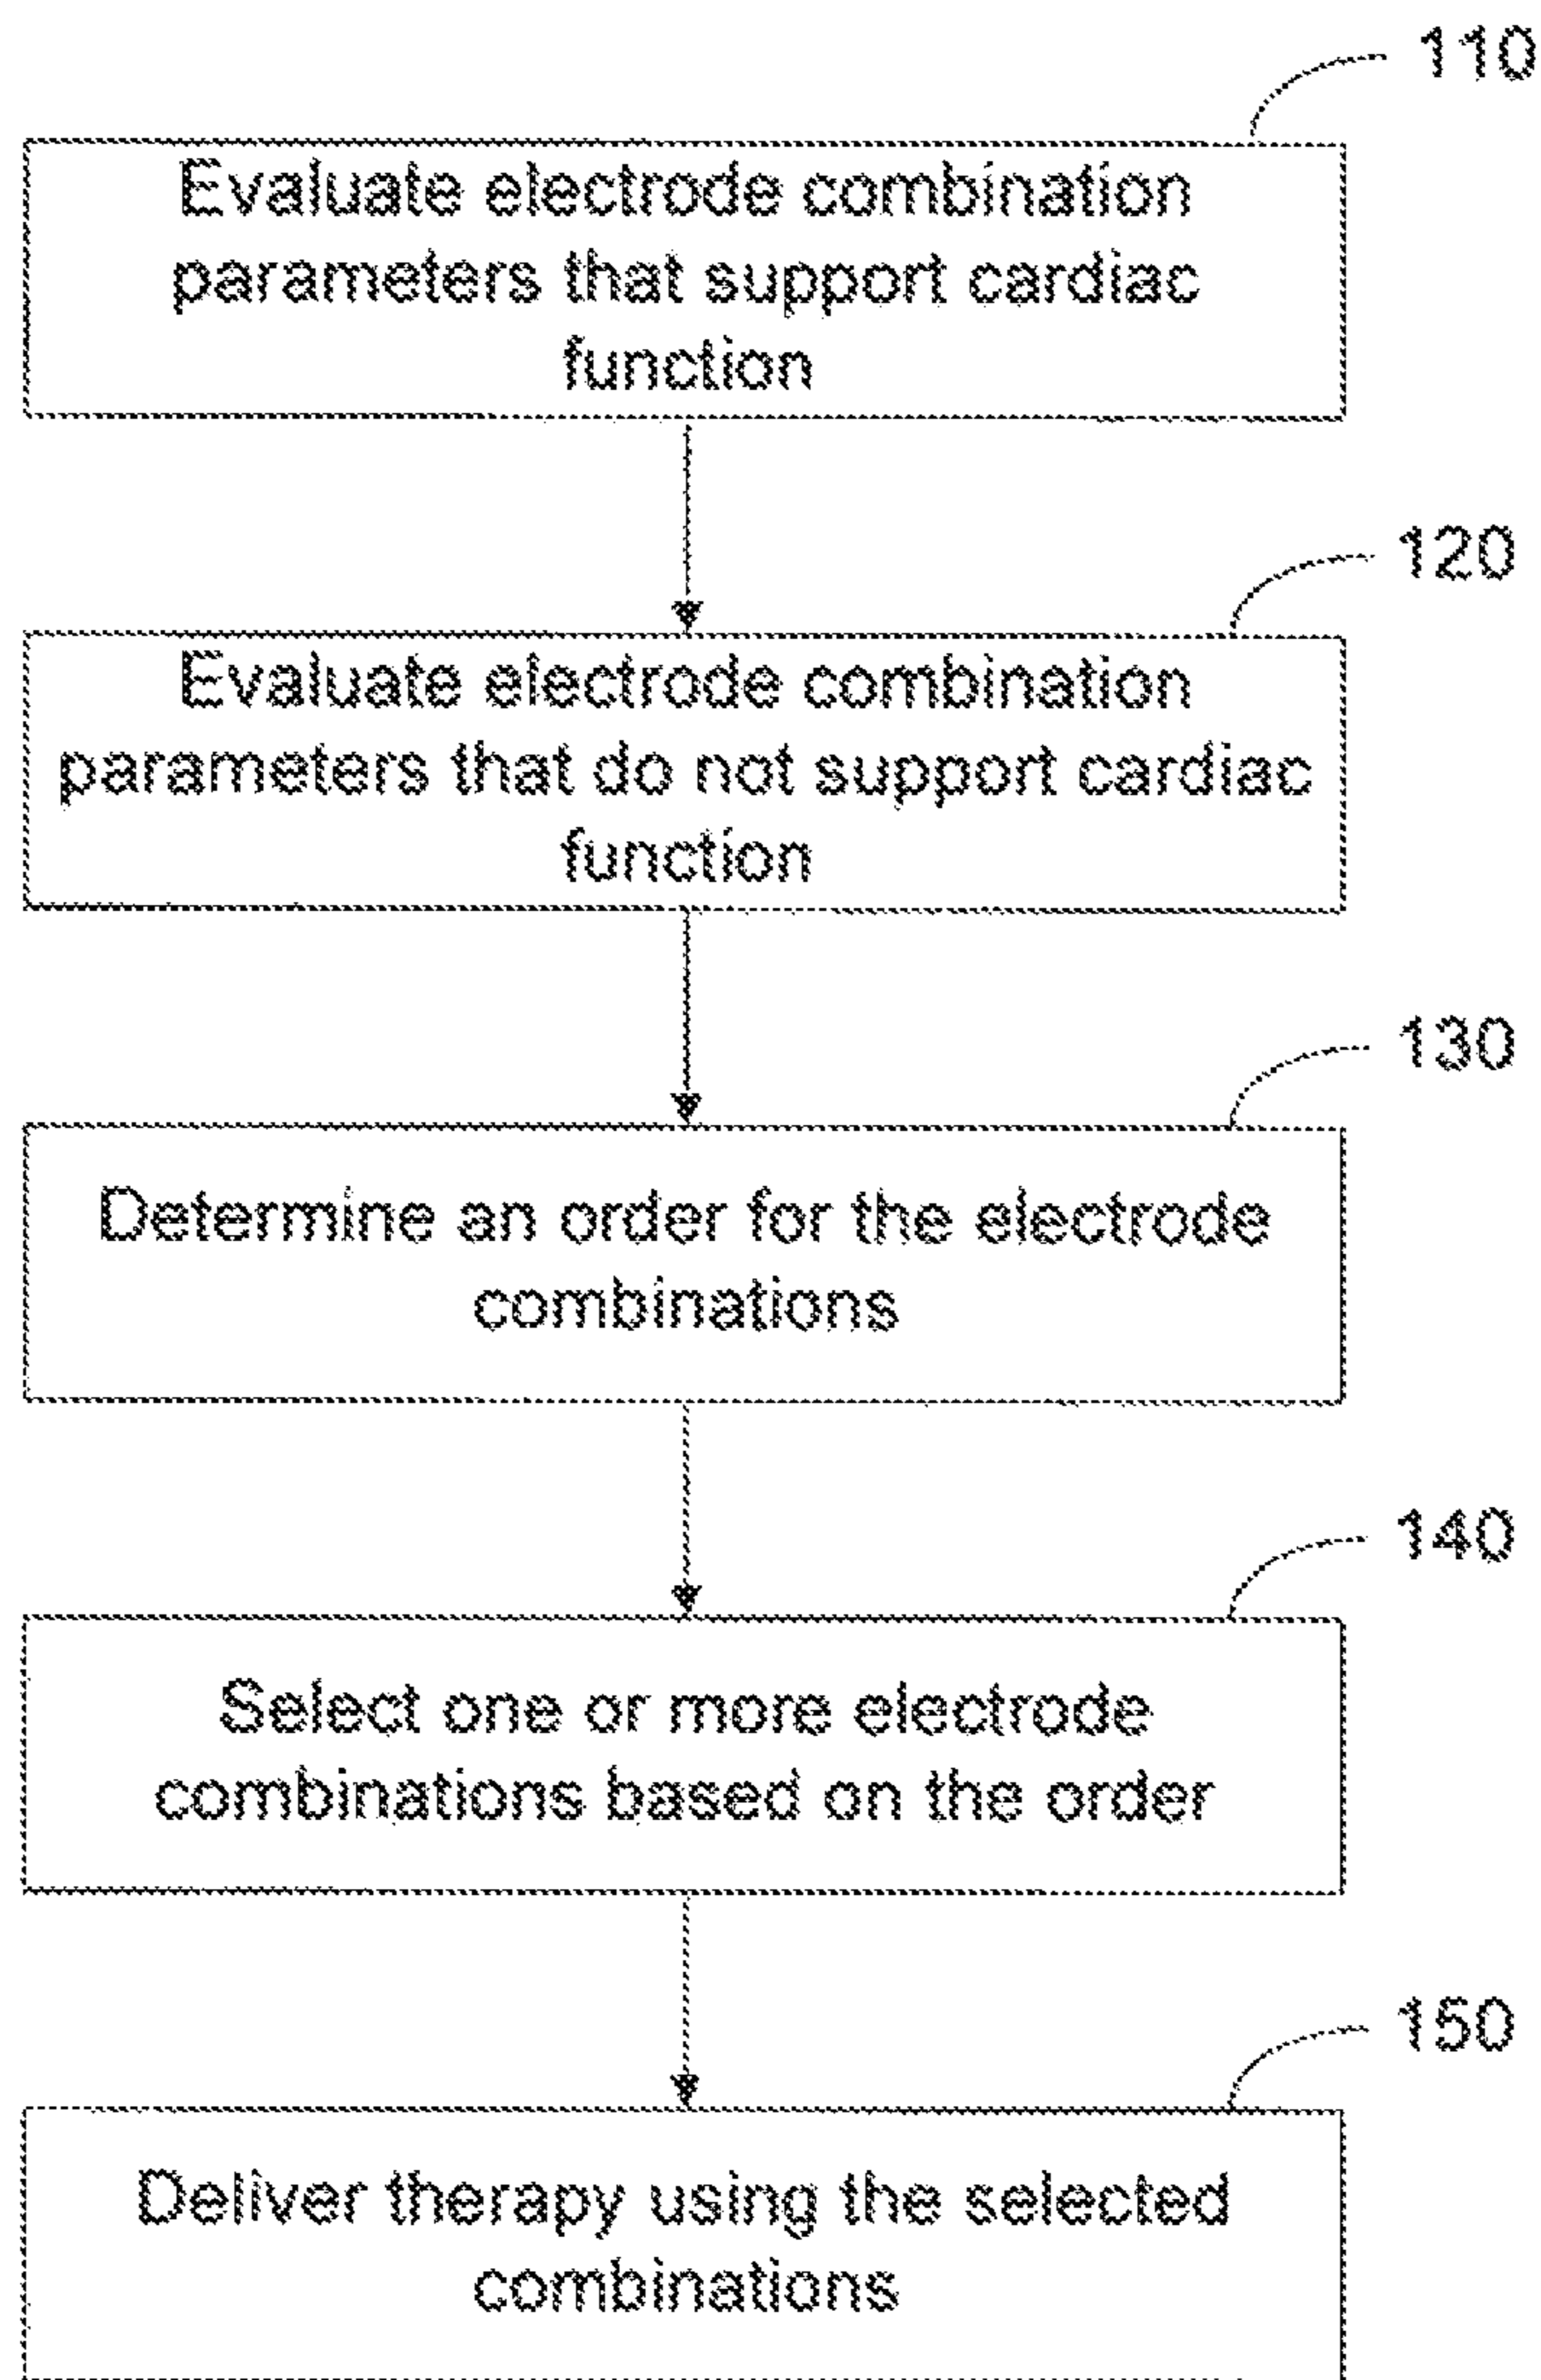 110
Evaluate electrode combination
parameters that support cardiac
function
120
Evaluate electrode combination
parameters that do not support cardiac
function
130
Determine an order for the electrode
combinations
140
Select one or more electrode
combinations based on the order
150
Deliver therapy using the selected
combinations